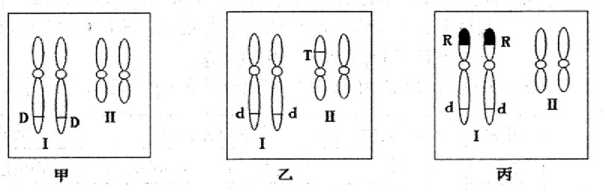 D D I II
甲
T d d I II
乙
R R d d I II
丙